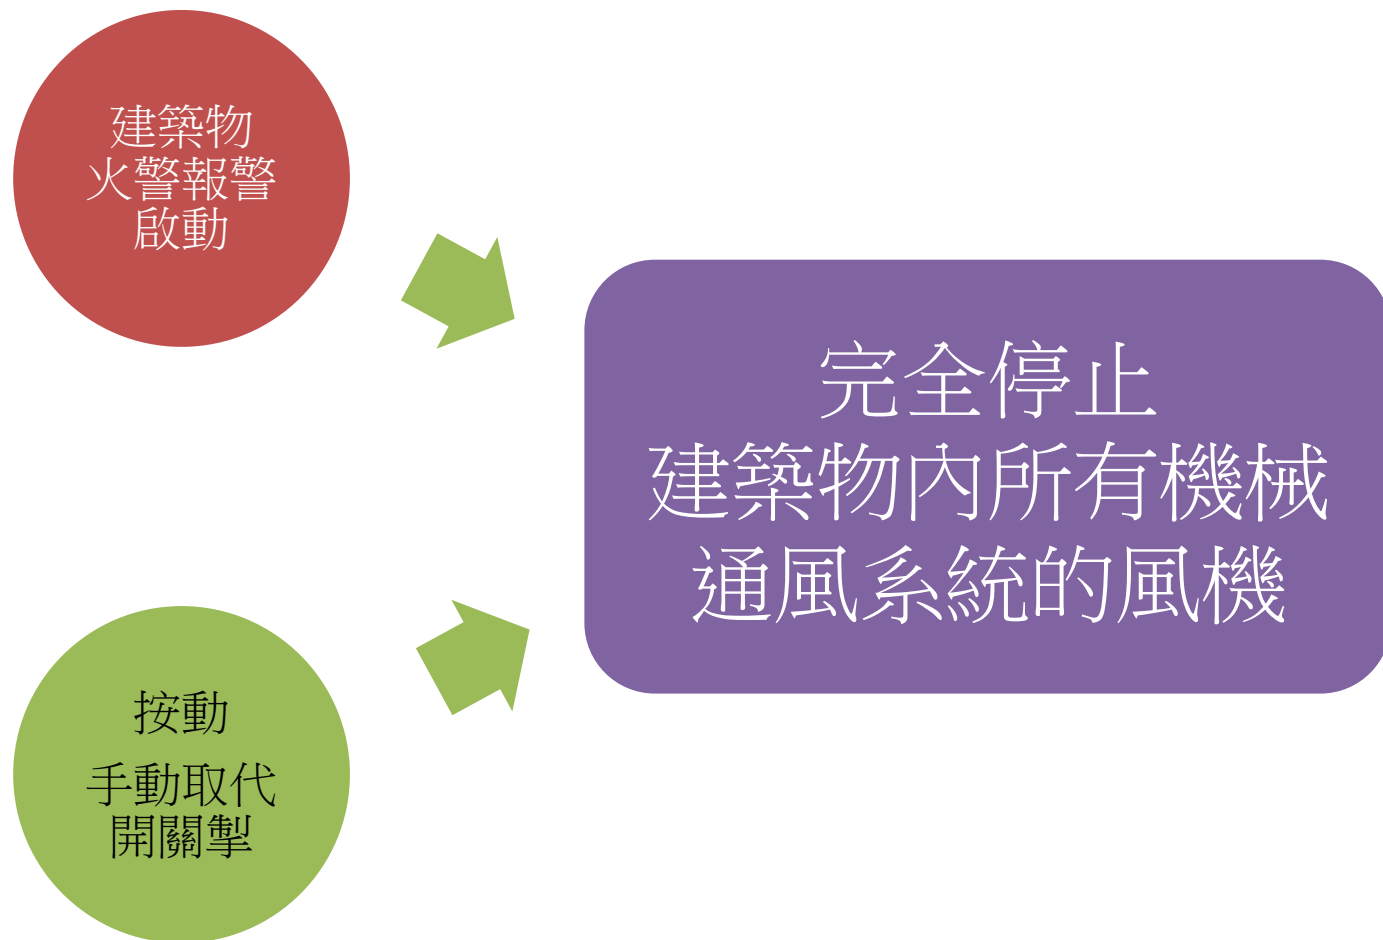 建築物
火警報警
啟動
完全停止
建築物內所有機械
通風系統的風機
按動
手動取代
開關掣